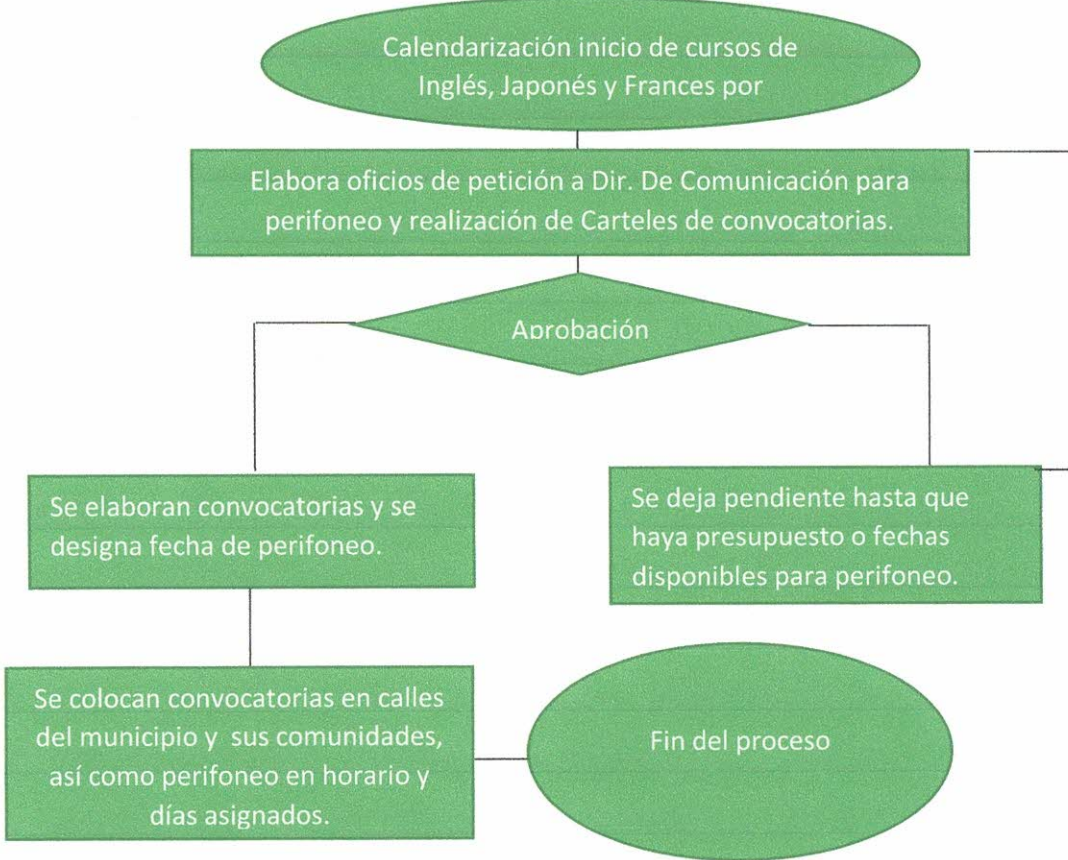 Calendarización inicio de cursos de
Inglés, Japonés y Frances por
Elabora oficios de petición a Dir. De Comunicación para
perifoneo y realización de Carteles de convocatorias.
Aprobación
Se elaboran convocatorias y se
designa fecha de perifoneo.
Se deja pendiente hasta que
haya presupuesto o fechas
disponibles para perifoneo.
Se colocan convocatorias en calles
del municipio y sus comunidades,
así como perifoneo en horario y
días asignados.
Fin del proceso